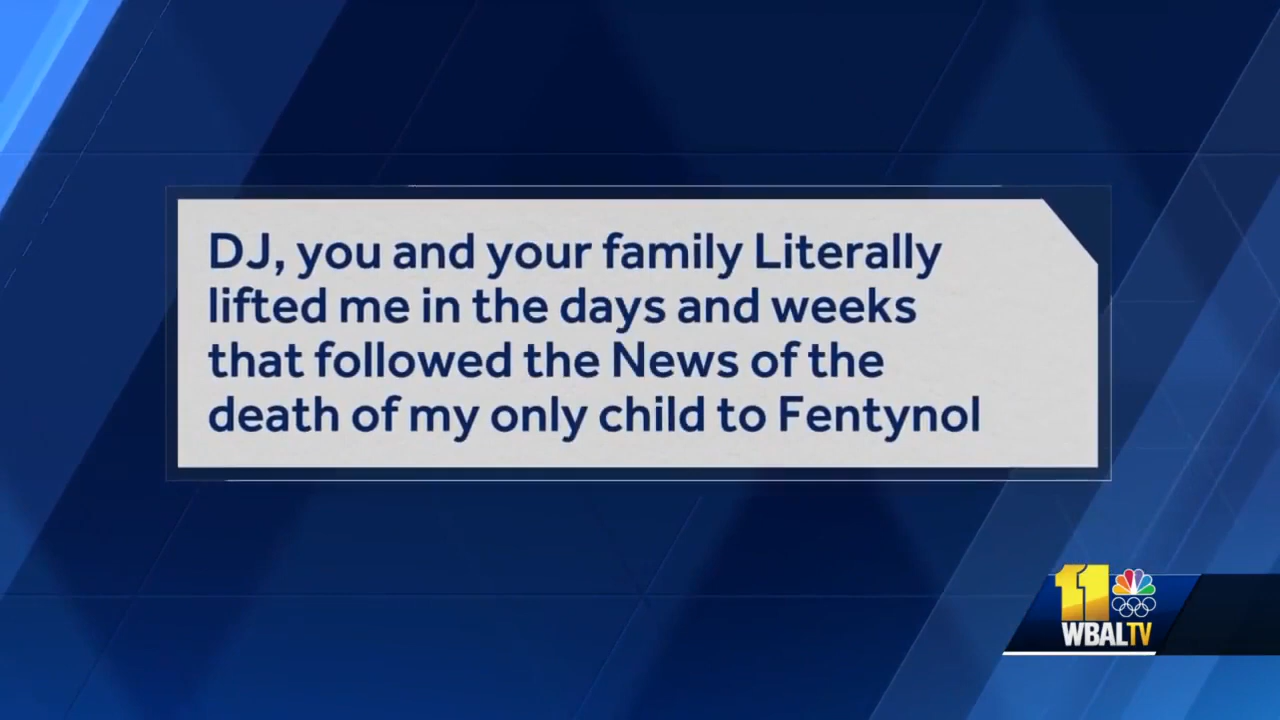 DJ, you and your family Literally
lifted me in the days and weeks
that followed the News of the
death of my only child to Fentynol
11
WBALTV